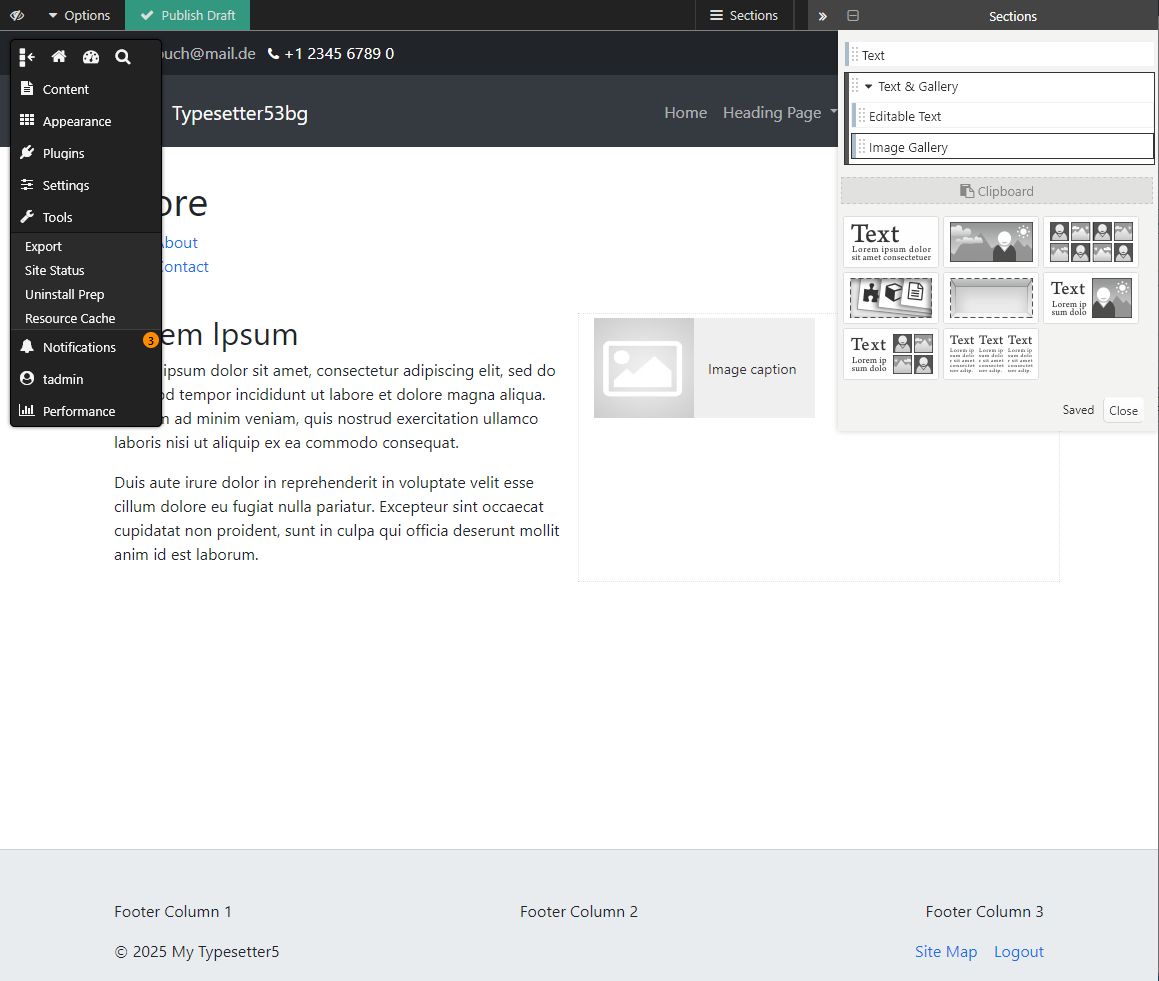 Options
Publish Draft
Sections
Sections
ouch@mail.de
+1 2345 6789 0
Typesetter53bg
Home
Heading Page
Content
Appearance
Plugins
Settings
Tools
Export
Site Status
Uninstall Prep
Resource Cache
Notifications
3
tadmin
Performance
ore
About
Contact
em Ipsum
ipsum dolor sit amet, consectetur adipiscing elit, sed do
od tempor incididunt ut labore et dolore magna aliqua.
ad minim veniam, quis nostrud exercitation ullamco
laboris nisi ut aliquip ex ea commodo consequat.
Duis aute irure dolor in reprehenderit in voluptate velit esse
cillum dolore eu fugiat nulla pariatur. Excepteur sint occaecat
cupidatat non proident, sunt in culpa qui officia deserunt mollit
anim id est laborum.
Image caption
Text
Text & Gallery
Editable Text
Image Gallery
Clipboard
Text
Lorem ipsum dolor
sit amet consectetuer
Text
Lorem ip
sum dolo
Text
Lorem ip
sum dolo
Text Text Text
Saved
Close
Footer Column 1
Footer Column 2
Footer Column 3
© 2025 My Typesetter5
Site Map
Logout